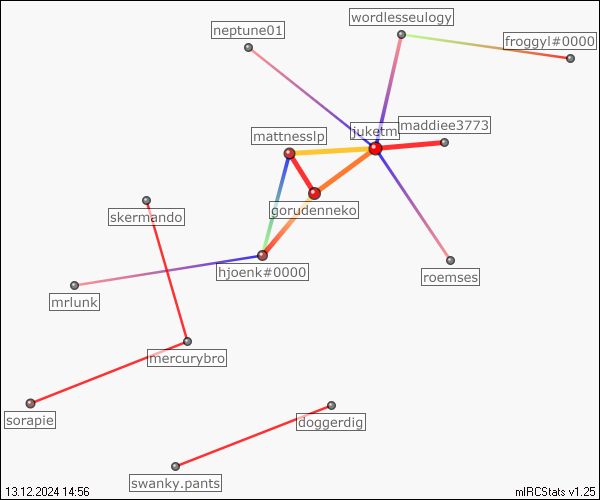 wordlesseulogy
neptune01
froggyl#0000
maddiee3773
juketm
mattnesslp
gorudenneko
skermando
hjoenk#0000
roemses
mrlunk
mercurybro
sorapie
doggerdig
swanky.pants
13.12.2024 14:56
mIRCStats v1.25